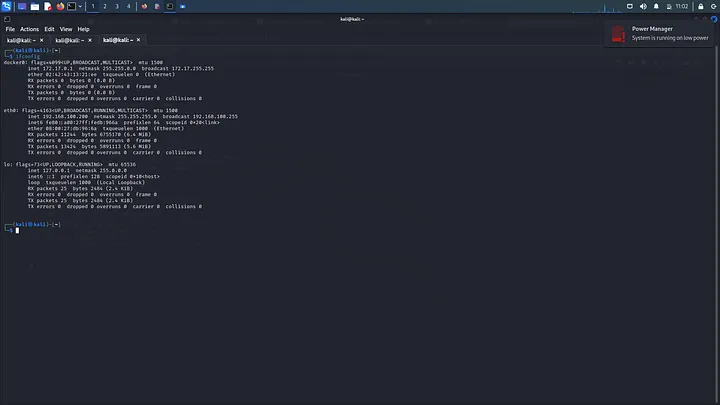 kali@kali: ~
1 2 3 4
11:02
File Actions Edit View Help
kali@kali: ~ × kali@kali: ~ × kali@kali: ~ ×
Power Manager
System is running on low power
┌──(kali㉿kali)-[~]
└─$ ifconfig
docker0: flags=4099<UP,BROADCAST,MULTICAST> mtu 1500
inet 172.17.0.1 netmask 255.255.0.0 broadcast 172.17.255.255
ether 02:42:43:13:21:ee txqueuelen 0 (Ethernet)
RX packets 0 bytes 0 (0.0 B)
RX errors 0 dropped 0 overruns 0 frame 0
TX packets 0 bytes 0 (0.0 B)
TX errors 0 dropped 0 overruns 0 carrier 0 collisions 0
eth0: flags=4163<UP,BROADCAST,RUNNING,MULTICAST> mtu 1500
inet 192.168.100.200 netmask 255.255.255.0 broadcast 192.168.100.255
inet6 fe80::a00:27ff:fedb:966a prefixlen 64 scopeid 0×20<link>
ether 08:00:27:db:96:6a txqueuelen 1000 (Ethernet)
RX packets 11244 bytes 6755170 (6.4 MiB)
RX errors 0 dropped 0 overruns 0 frame 0
TX packets 13424 bytes 5891113 (5.6 MiB)
TX errors 0 dropped 0 overruns 0 carrier 0 collisions 0
lo: flags=73<UP,LOOPBACK,RUNNING> mtu 65536
inet 127.0.0.1 netmask 255.0.0.0
inet6 ::1 prefixlen 128 scopeid 0×10<host>
loop txqueuelen 1000 (Local Loopback)
RX packets 25 bytes 2484 (2.4 KiB)
RX errors 0 dropped 0 overruns 0 frame 0
TX packets 25 bytes 2484 (2.4 KiB)
TX errors 0 dropped 0 overruns 0 carrier 0 collisions 0
┌──(kali㉿kali)-[~]
└─$